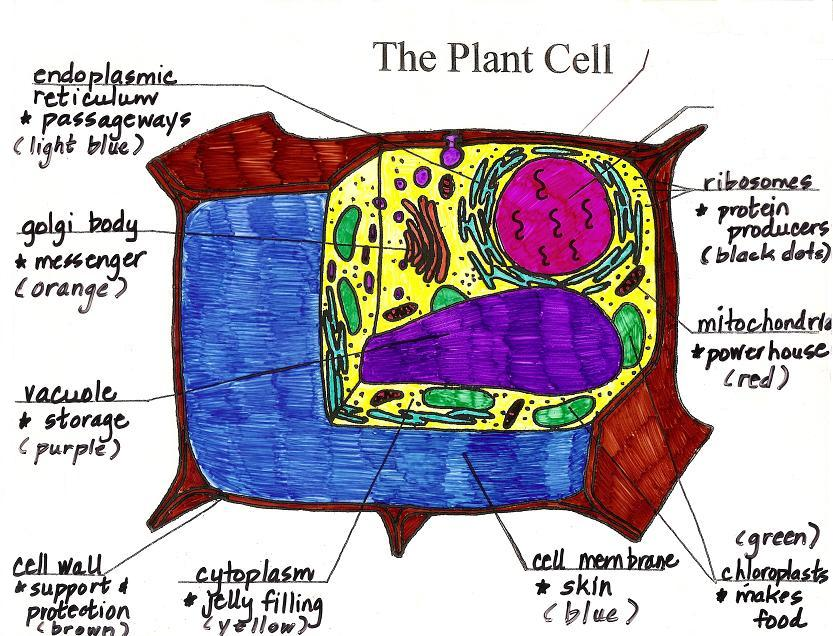 The Plant Cell
endoplasmic
reticulum
* passageways
(light blue)
golgi body
* messenger
(orange)
vacuole
* storage
(purple)
cell wall
* support &
protection
(brown)
cytoplasm
* jelly filling
(yellow)
cell membrane
* skin
(blue)
ribosomes
* protein
producers
(black dots)
mitochondria
* powerhouse
(red)
(green)
chloroplasts
* makes
food